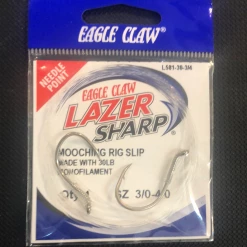 EAGLE CLAW®
L581-30-3/4
NEEDLE
POINT
EAGLE CLAW
LAZER
SHARP
MOOCHING RIG SLIP
MADE WITH 30LB
MONOFILAMENT
SZ 3/0-4/0